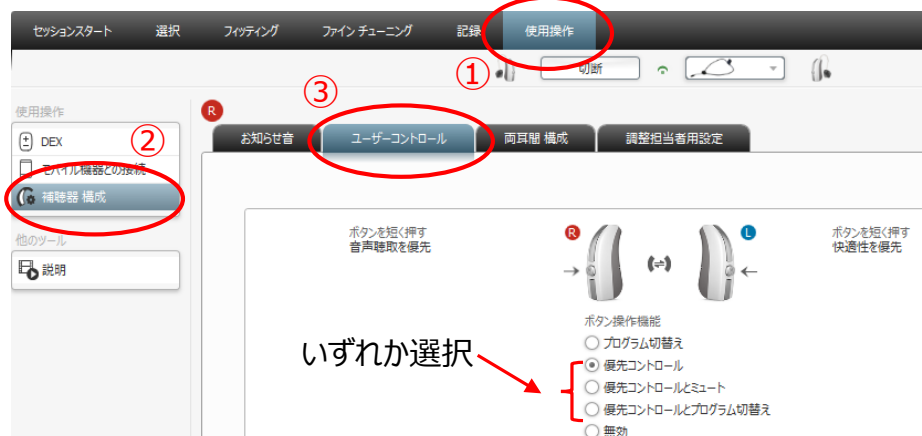 セッションスタート 選択 フィッティング ファイン チューニング 記録 使用操作
① 切断
③
使用操作
R
DEX
②
お知らせ音 ユーザーコントロール 両耳間 構成 調整担当者用設定
モバイル機器との接続
補聴器 構成
他のツール
説明
ボタンを短く押す
音声聴取を優先
R L
ボタンを短く押す
快適性を優先
ボタン操作機能
プログラム切替え
優先コントロール
いずれか選択
優先コントロールとミュート
優先コントロールとプログラム切替え
無効